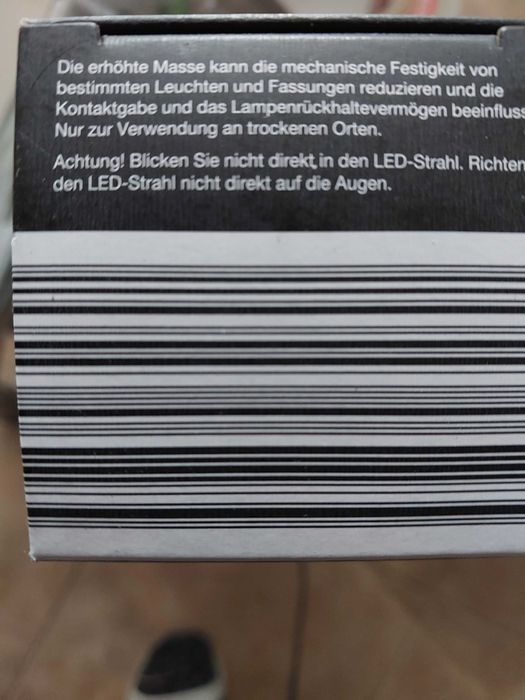 Die erhöhte Masse kann die mechanische Festigkeit von
bestimmten Leuchten und Fassungen reduzieren und die
Kontaktgabe und das Lampenrückhaltevermögen beeinfluss
Nur zur Verwendung an trockenen Orten.
Achtung! Blicken Sie nicht direkt in den LED-Strahl. Richten
den LED-Strahl nicht direkt auf die Augen.